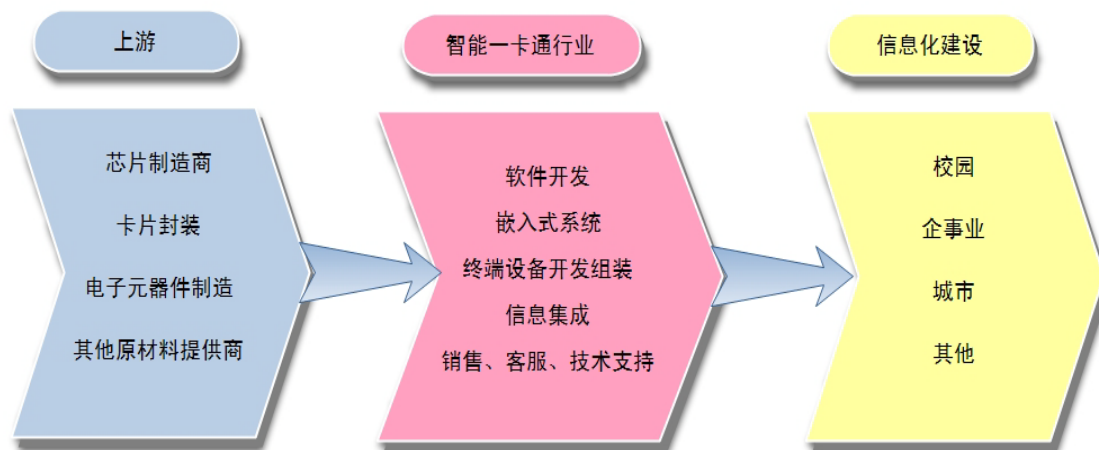 上游
芯片制造商
卡片封装
电子元器件制造
其他原材料提供商
智能一卡通行业
软件开发
嵌入式系统
终端设备开发组装
信息集成
销售、客服、技术支持
信息化建设
校园
企事业
城市
其他